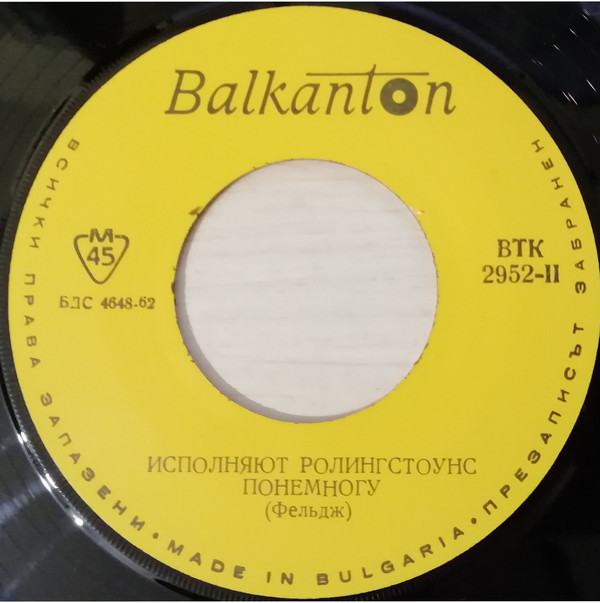 Balkanton
M
45
БДС 4648-62
ВТК
2952-II
ИСПОЛНЯЮТ РОЛИНГСТОУНС
ПОНЕМНОГУ
(Фельдж)
ВСИЧКИ ПРАВА ЗАПАЗЕНИ • MADE IN BULGARIA • ПРЕЗАПИСЪТ ЗАБРАНЕН